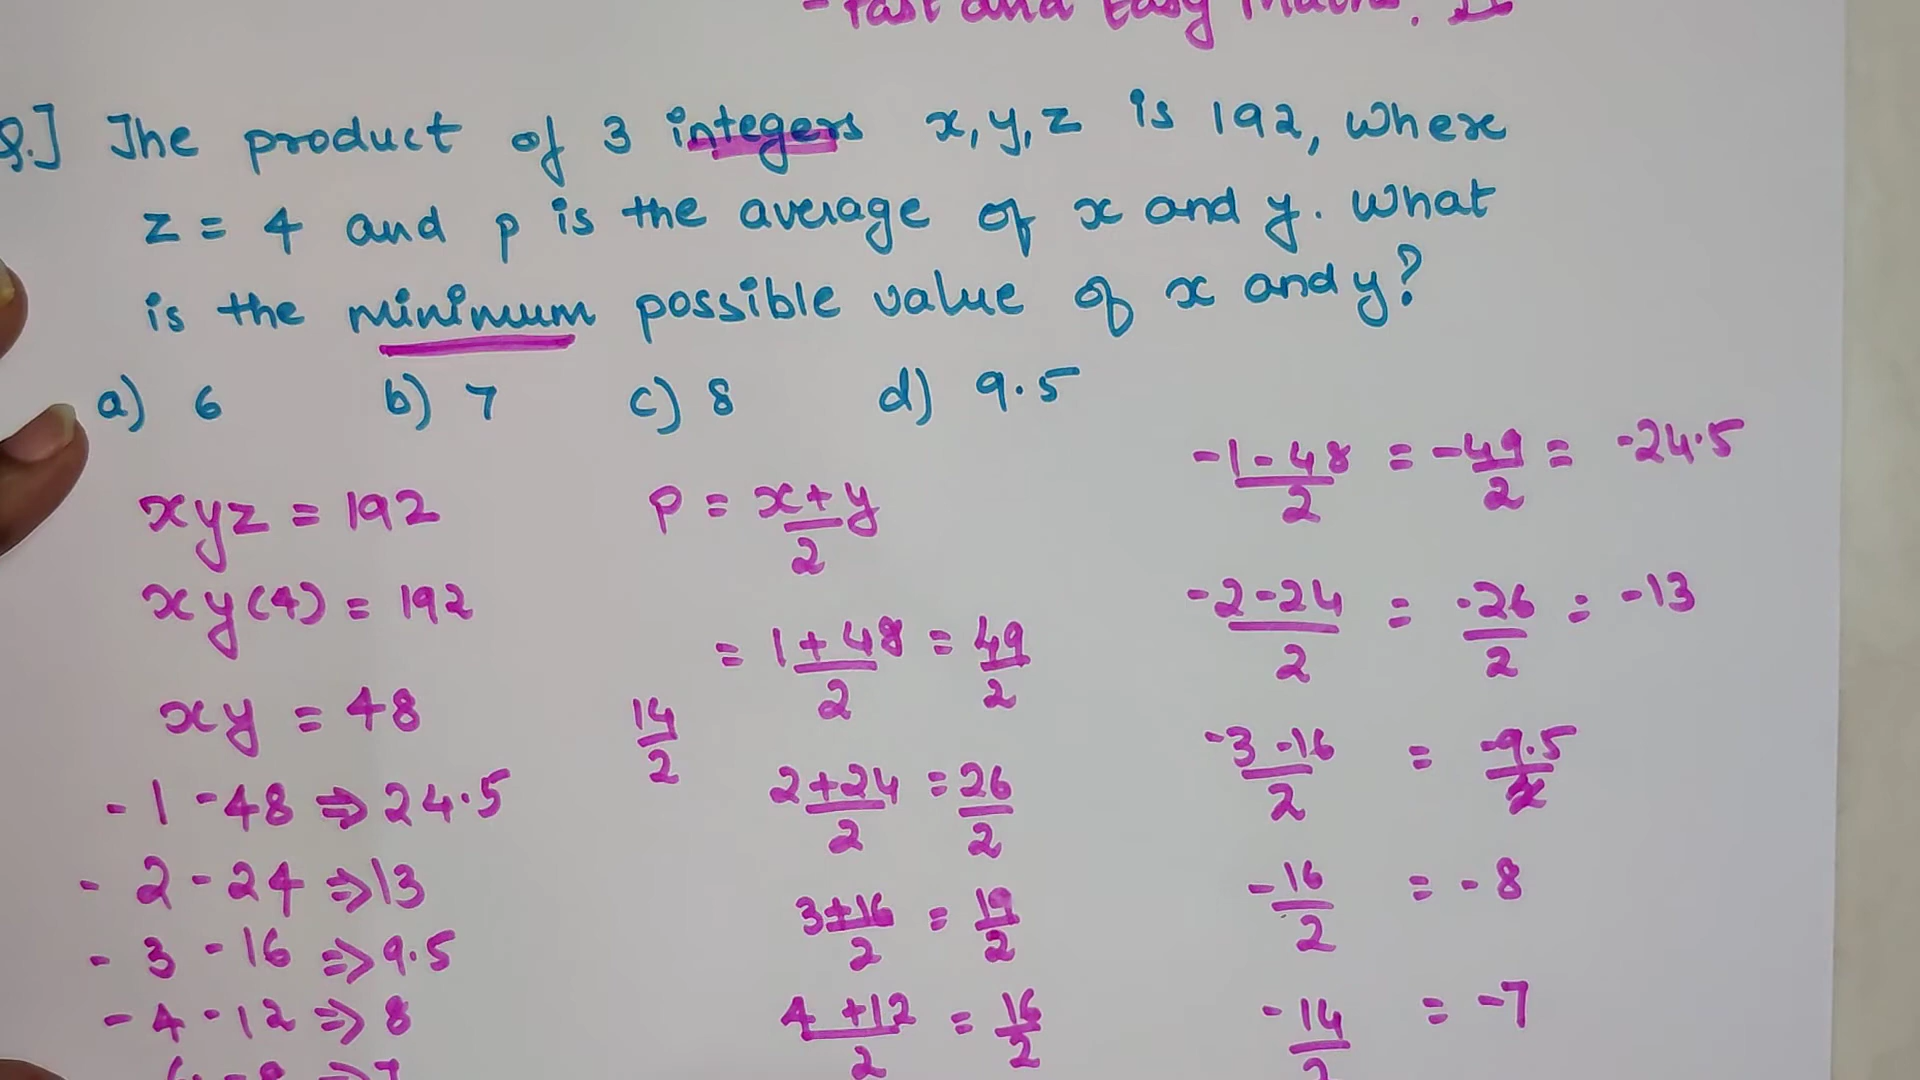 - Fast and Easy Maths.
Q.] The product of 3 integers x, y, z is 192, where
z = 4 and p is the average of x and y. What
is the minimum possible value of x and y?
a) 6 b) 7 c) 8 d) 9.5
xyz = 192
xy(4) = 192
xy = 48
-1 -48 ⇒ 24.5
-2 -24 ⇒ 13
-3 -16 ⇒ 9.5
-4 -12 ⇒ 8
14/2
P = x+y/2
= 1+48/2 = 49/2
2+24/2 = 26/2
3+16/2 = 19/2
4+12/2 = 16/2
-1-48/2 = -49/2 = -24.5
-2-24/2 = -26/2 = -13
-3-16/2 = -9.5
-16/2 = -8
-14/2 = -7